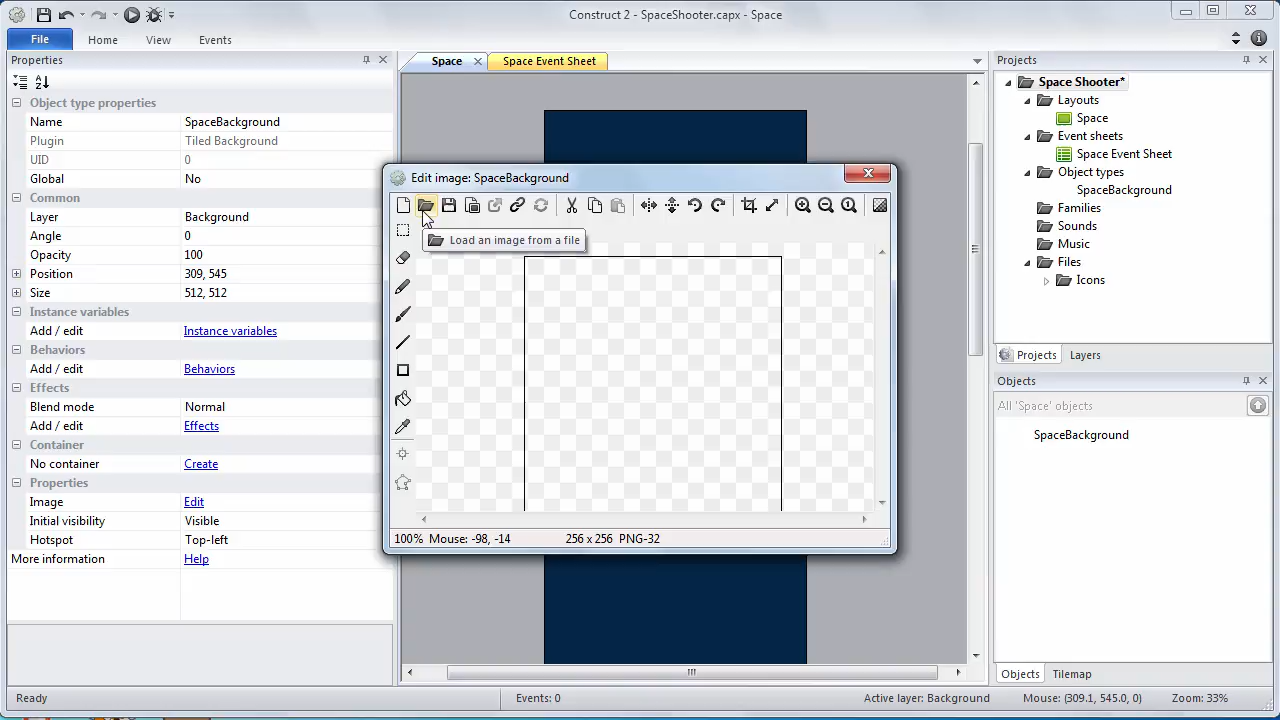 Construct 2 - SpaceShooter.capx - Space
File
Home
View
Events
Properties
Object type properties
Name SpaceBackground
Plugin Tiled Background
UID 0
Global No
Common
Layer Background
Angle 0
Opacity 100
Position 309, 545
Size 512, 512
Instance variables
Add / edit Instance variables
Behaviors
Add / edit Behaviors
Effects
Blend mode Normal
Add / edit Effects
Container
No container Create
Properties
Image Edit
Initial visibility Visible
Hotspot Top-left
More information Help
Space
Space Event Sheet
Edit image: SpaceBackground
Load an image from a file
100% Mouse: -98, -14 256 x 256 PNG-32
Projects
Space Shooter*
Layouts
Space
Event sheets
Space Event Sheet
Object types
SpaceBackground
Families
Sounds
Music
Files
Icons
Projects
Layers
Objects
All 'Space' objects
SpaceBackground
Objects
Tilemap
Ready
Events: 0
Active layer: Background
Mouse: (309.1, 545.0, 0)
Zoom: 33%